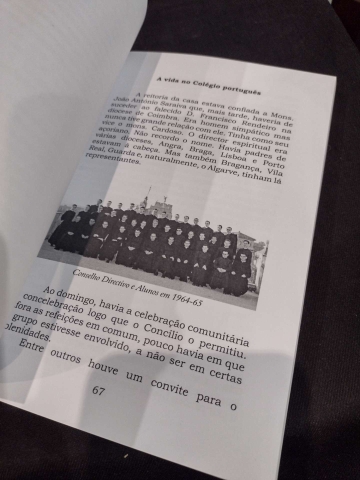 A vida no Colégio português
A reitoria da casa estava confiada a Mons.
João António Saraiva que, mais tarde, haveria de
suceder ao falecido D. Francisco Rendeiro na
diocese de Coimbra. Era homem simpático mas
nunca tive grande relação com ele. Tinha como seu
vice o mons. Cardoso. O director espiritual era
açoriano. Não recordo o nome. Havia padres de
várias dioceses, Angra, Braga, Lisboa e Porto
estavam à cabeça. Mas também Bragança, Vila
Real, Guarda e, naturalmente, o Algarve, tinham lá
representantes.
Conselho Directivo e Alunos em 1964-65
Ao domingo, havia a celebração comunitária
concelebração logo que o Concílio o permitiu.
fora as refeições em comum, pouco havia em que
grupo estivesse envolvido, a não ser em certas
olenidades.
Entre outros houve um convite para o
67